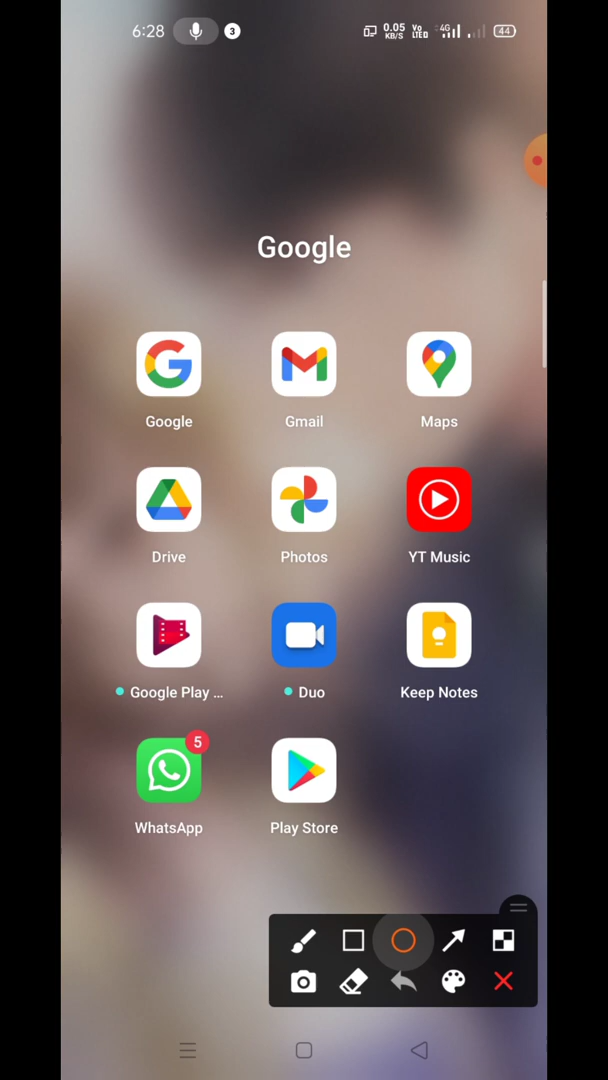 6:28 3 0.05 KB/S Vo LTE 4G 44
Google
Google Gmail Maps
Drive Photos YT Music
Google Play ... Duo Keep Notes
5
WhatsApp Play Store